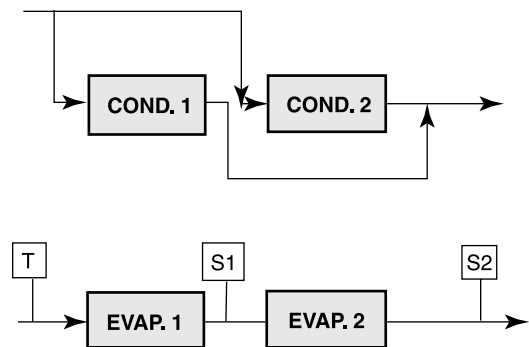 COND. 1
COND. 2
T
S1
S2
EVAP. 1
EVAP. 2